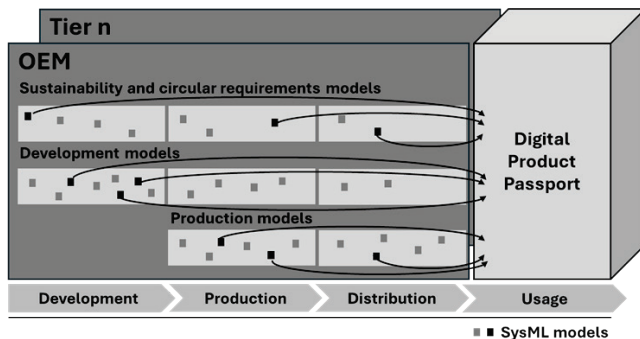 Tier n
OEM
Sustainability and circular requirements models
Development models
Production models
Digital
Product
Passport
Development
Production
Distribution
Usage
SysML models